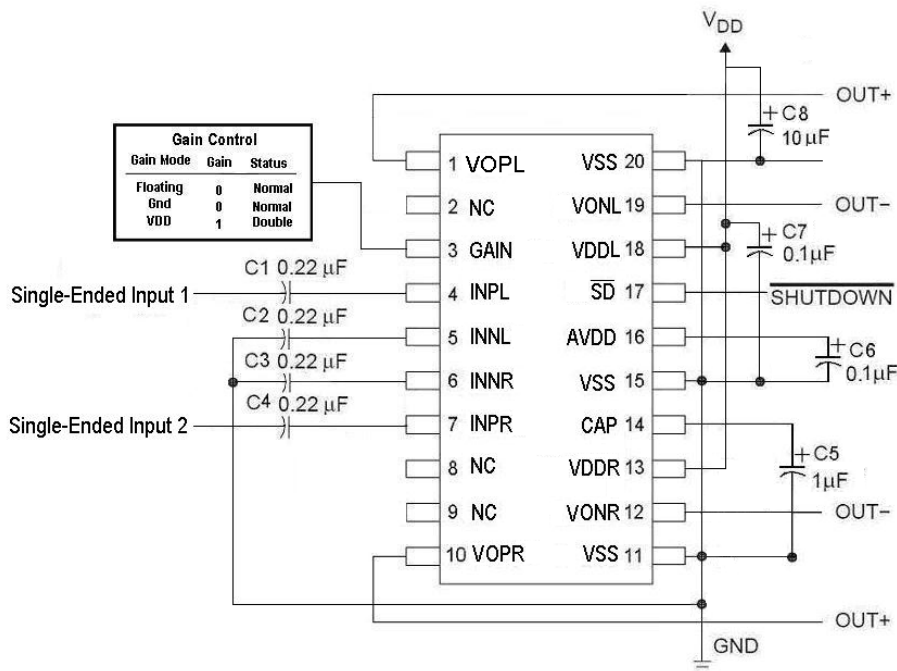 VDD
OUT+
+ C8
10 µF
Gain Control
Gain Mode Gain Status
Floating 0 Normal
Gnd 0 Normal
VDD 1 Double
1 VOPL
VSS 20
2 NC
VONL 19
OUT−
3 GAIN
VDDL 18
+ C7
0.1µF
C1 0.22 µF
Single-Ended Input 1
4 INPL
SD 17
SHUTDOWN
C2 0.22 µF
5 INNL
AVDD 16
+ C6
0.1µF
C3 0.22 µF
6 INNR
VSS 15
C4 0.22 µF
Single-Ended Input 2
7 INPR
CAP 14
+ C5
1µF
8 NC
VDDR 13
9 NC
VONR 12
OUT−
10 VOPR
VSS 11
OUT+
GND